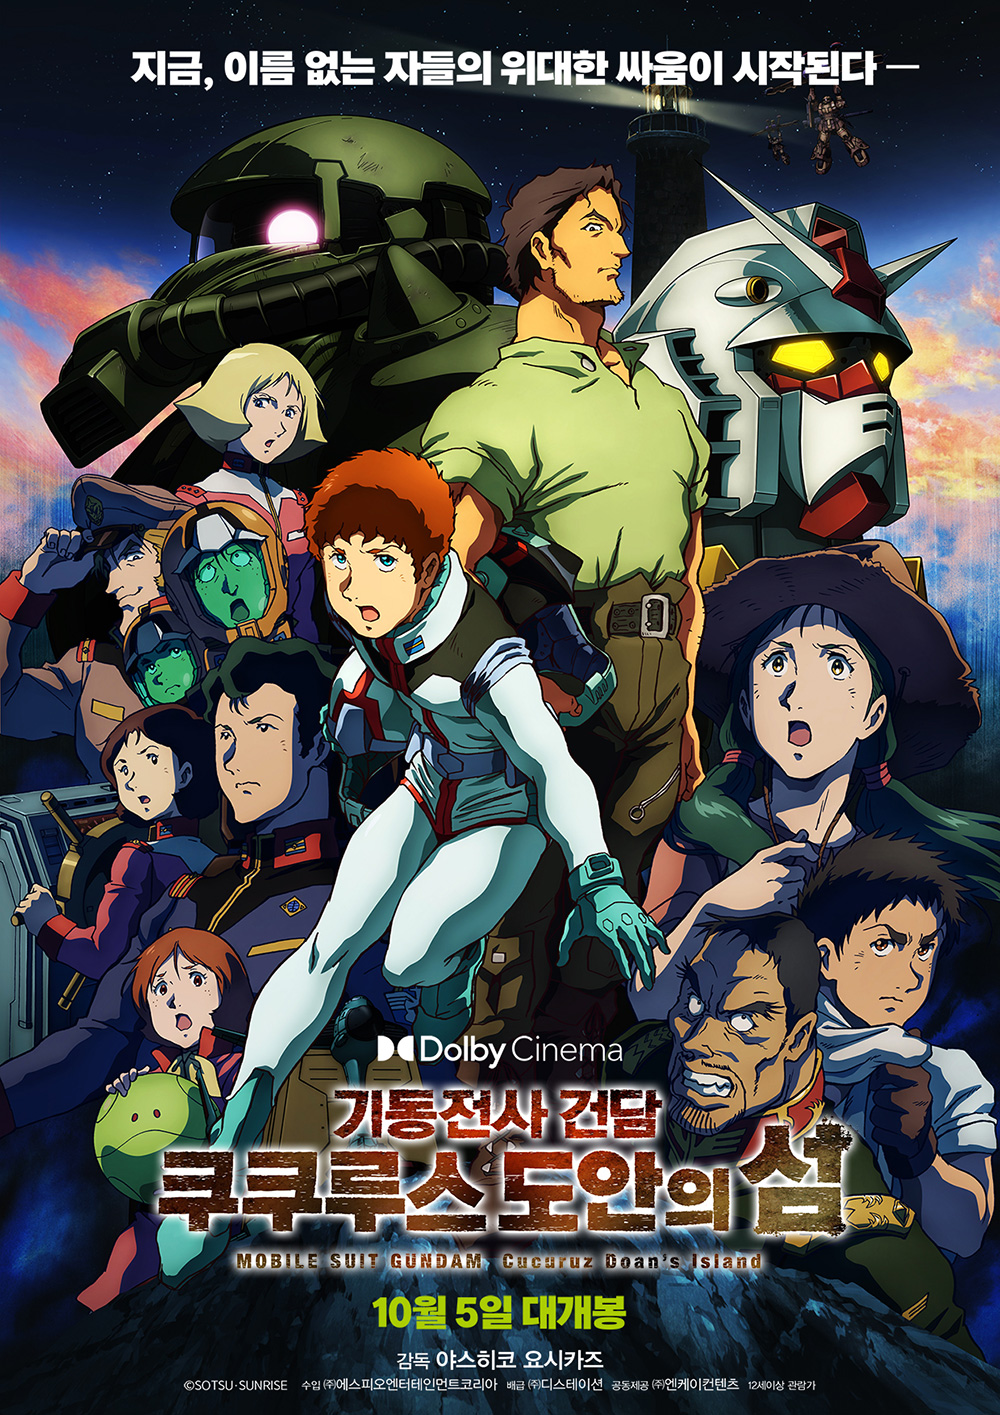 지금, 이름 없는 자들의 위대한 싸움이 시작된다 —
Dolby Cinema
기동전사 건담
쿠쿠루스 도안의 섬
MOBILE SUIT GUNDAM Cucuruz Doan's Island
10월 5일 대개봉
감독 야스히코 요시카즈
©SOTSU·SUNRISE 수입 ㈜에스피오엔터테인먼트코리아 배급 ㈜디스테이션 공동제공 ㈜엔케이컨텐츠 12세이상 관람가